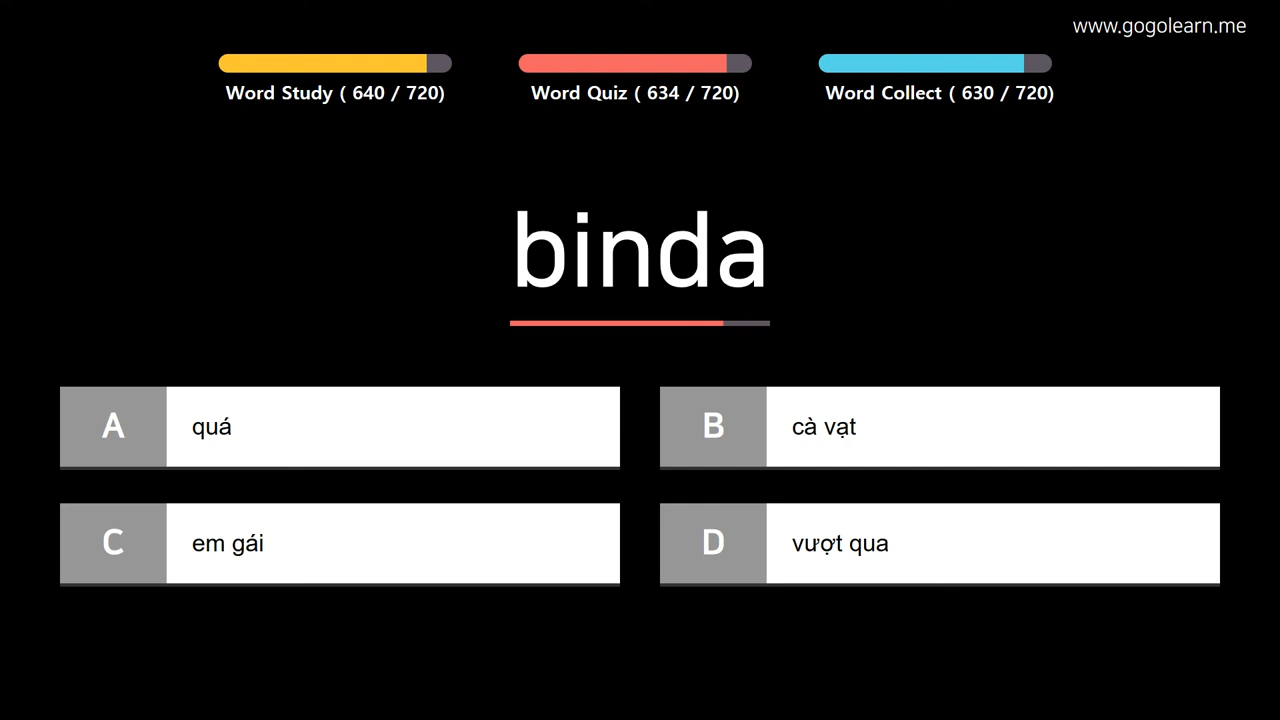 www.gogolearn.me
Word Study ( 640 / 720)
Word Quiz ( 634 / 720)
Word Collect ( 630 / 720)
binda
A quá
B cà vạt
C em gái
D vượt qua